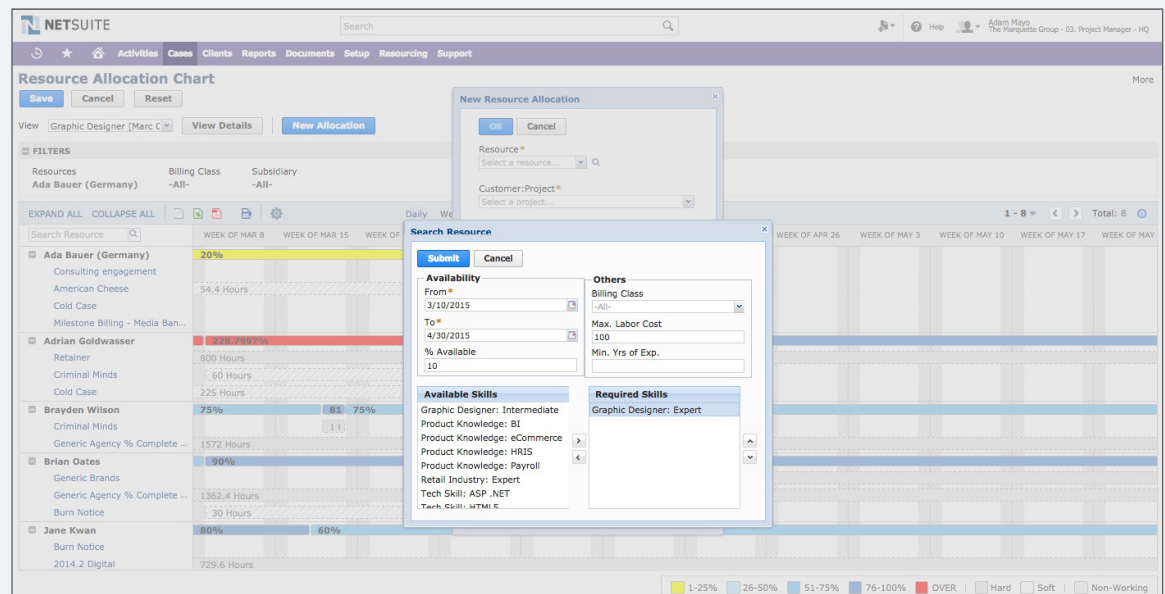 NETSUITE
Search
Help
Adam Mayo
The Marquette Group - 03. Project Manager - HQ
Activities Cases Clients Reports Documents Setup Resourcing Support
Resource Allocation Chart
More
Save Cancel Reset
View Graphic Designer [Marc C View Details New Allocation
New Resource Allocation
OK Cancel
Resource*
Select a resource...
Customer:Project*
Select a project...
FILTERS
Resources Billing Class Subsidiary
Ada Bauer (Germany) -All- -All-
EXPAND ALL COLLAPSE ALL Daily We 1 - 8 Total: 8
Search Resource WEEK OF MAR 8 WEEK OF MAR 15 WEEK OF WEEK OF APR 26 WEEK OF MAY 3 WEEK OF MAY 10 WEEK OF MAY 17 WEEK OF MAY
Ada Bauer (Germany) 20%
Consulting engagement
American Cheese 54.4 Hours
Cold Case
Milestone Billing - Media Ban...
Adrian Goldwasser 228.7997%
Retainer 800 Hours
Criminal Minds 60 Hours
Cold Case 225 Hours
Brayden Wilson 75% 81 75%
Criminal Minds
Generic Agency % Complete ... 1572 Hours
Brian Oates 90%
Generic Brands
Generic Agency % Complete ... 1362.4 Hours
Burn Notice 30 Hours
Jane Kwan 80% 60%
Burn Notice
2014.2 Digital 729.6 Hours
Search Resource
Submit Cancel
Availability
From*
3/10/2015
To*
4/30/2015
% Available
10
Others
Billing Class
-All-
Max. Labor Cost
100
Min. Yrs of Exp.
Available Skills
Graphic Designer: Intermediate
Product Knowledge: BI
Product Knowledge: eCommerce
Product Knowledge: HRIS
Product Knowledge: Payroll
Retail Industry: Expert
Tech Skill: ASP .NET
Tech Skill: HTML5
Required Skills
Graphic Designer: Expert
1-25% 26-50% 51-75% 76-100% OVER Hard Soft Non-Working